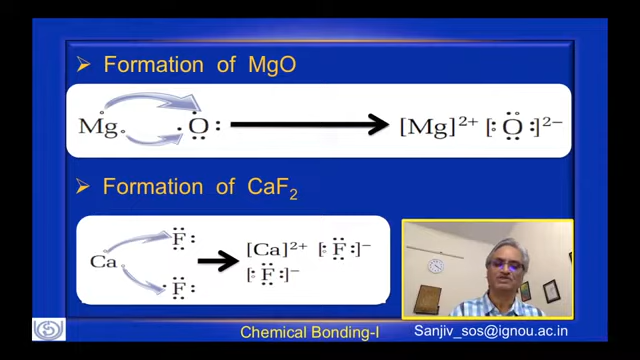 Formation of MgO
Mg O [Mg]²⁺ [O]²⁻
Formation of CaF₂
F
Ca [Ca]²⁺ [F]⁻
F [F]⁻
Chemical Bonding-I Sanjiv_sos@ignou.ac.in